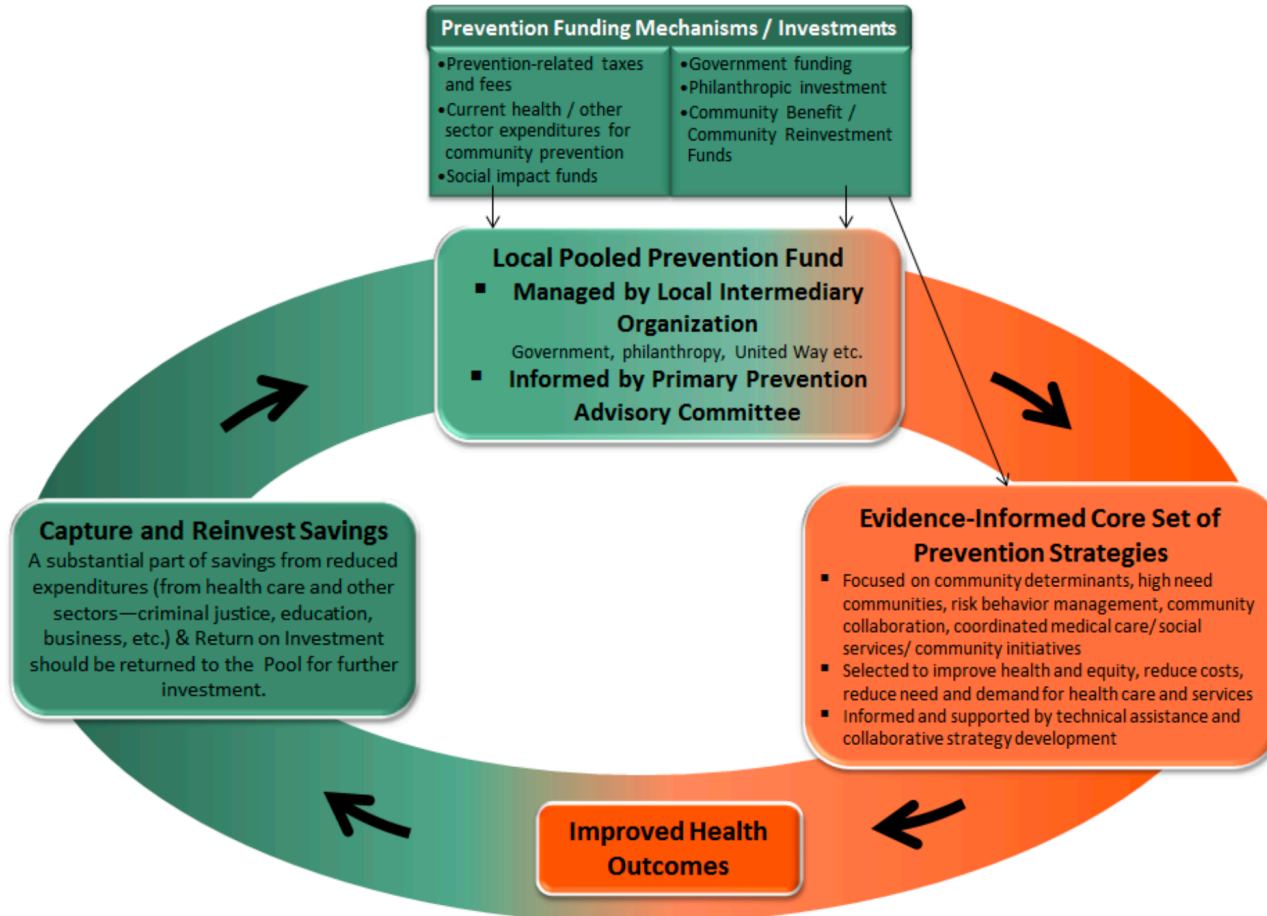 Prevention Funding Mechanisms / Investments
•Prevention-related taxes
and fees
•Current health / other
sector expenditures for
community prevention
•Social impact funds
•Government funding
•Philanthropic investment
•Community Benefit /
Community Reinvestment
Funds
Local Pooled Prevention Fund
▪ Managed by Local Intermediary
Organization
Government, philanthropy, United Way etc.
▪ Informed by Primary Prevention
Advisory Committee
Evidence-Informed Core Set of
Prevention Strategies
▪ Focused on community determinants, high need
communities, risk behavior management, community
collaboration, coordinated medical care/ social
services/ community initiatives
▪ Selected to improve health and equity, reduce costs,
reduce need and demand for health care and services
▪ Informed and supported by technical assistance and
collaborative strategy development
Improved Health
Outcomes
Capture and Reinvest Savings
A substantial part of savings from reduced
expenditures (from health care and other
sectors—criminal justice, education,
business, etc.) & Return on Investment
should be returned to the Pool for further
investment.